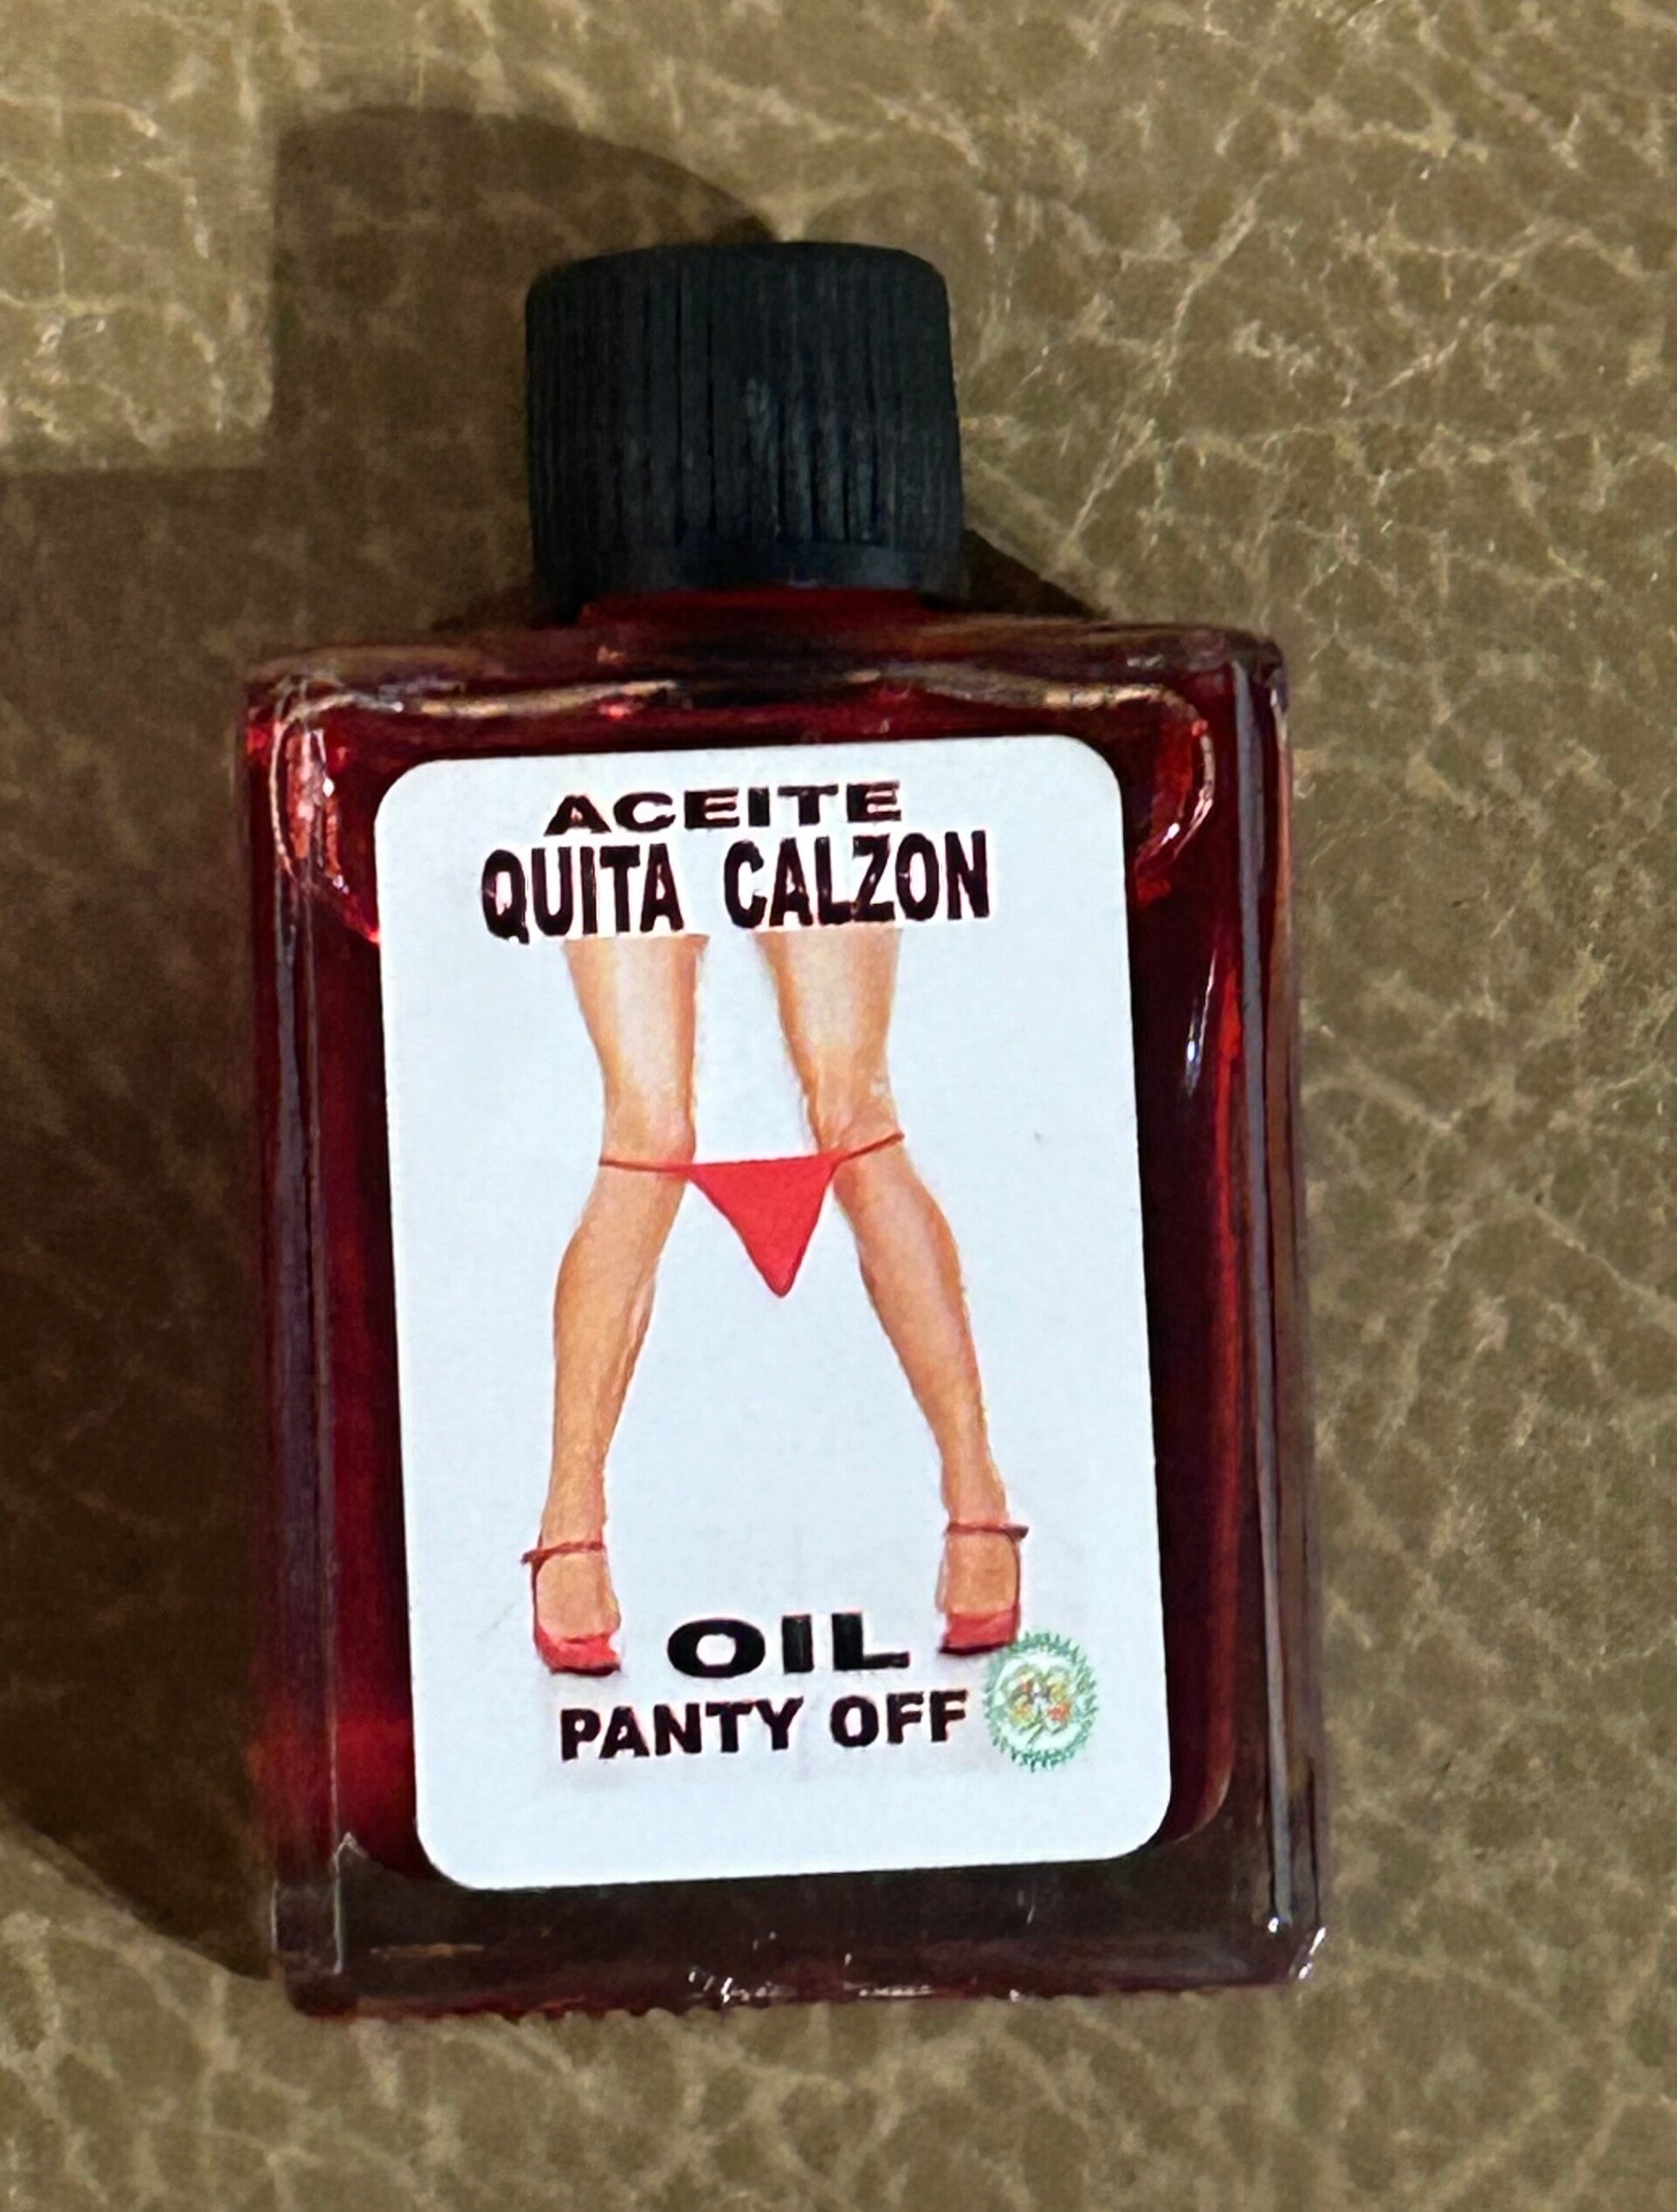 ACEITE
QUITA CALZON
OIL
PANTY OFF